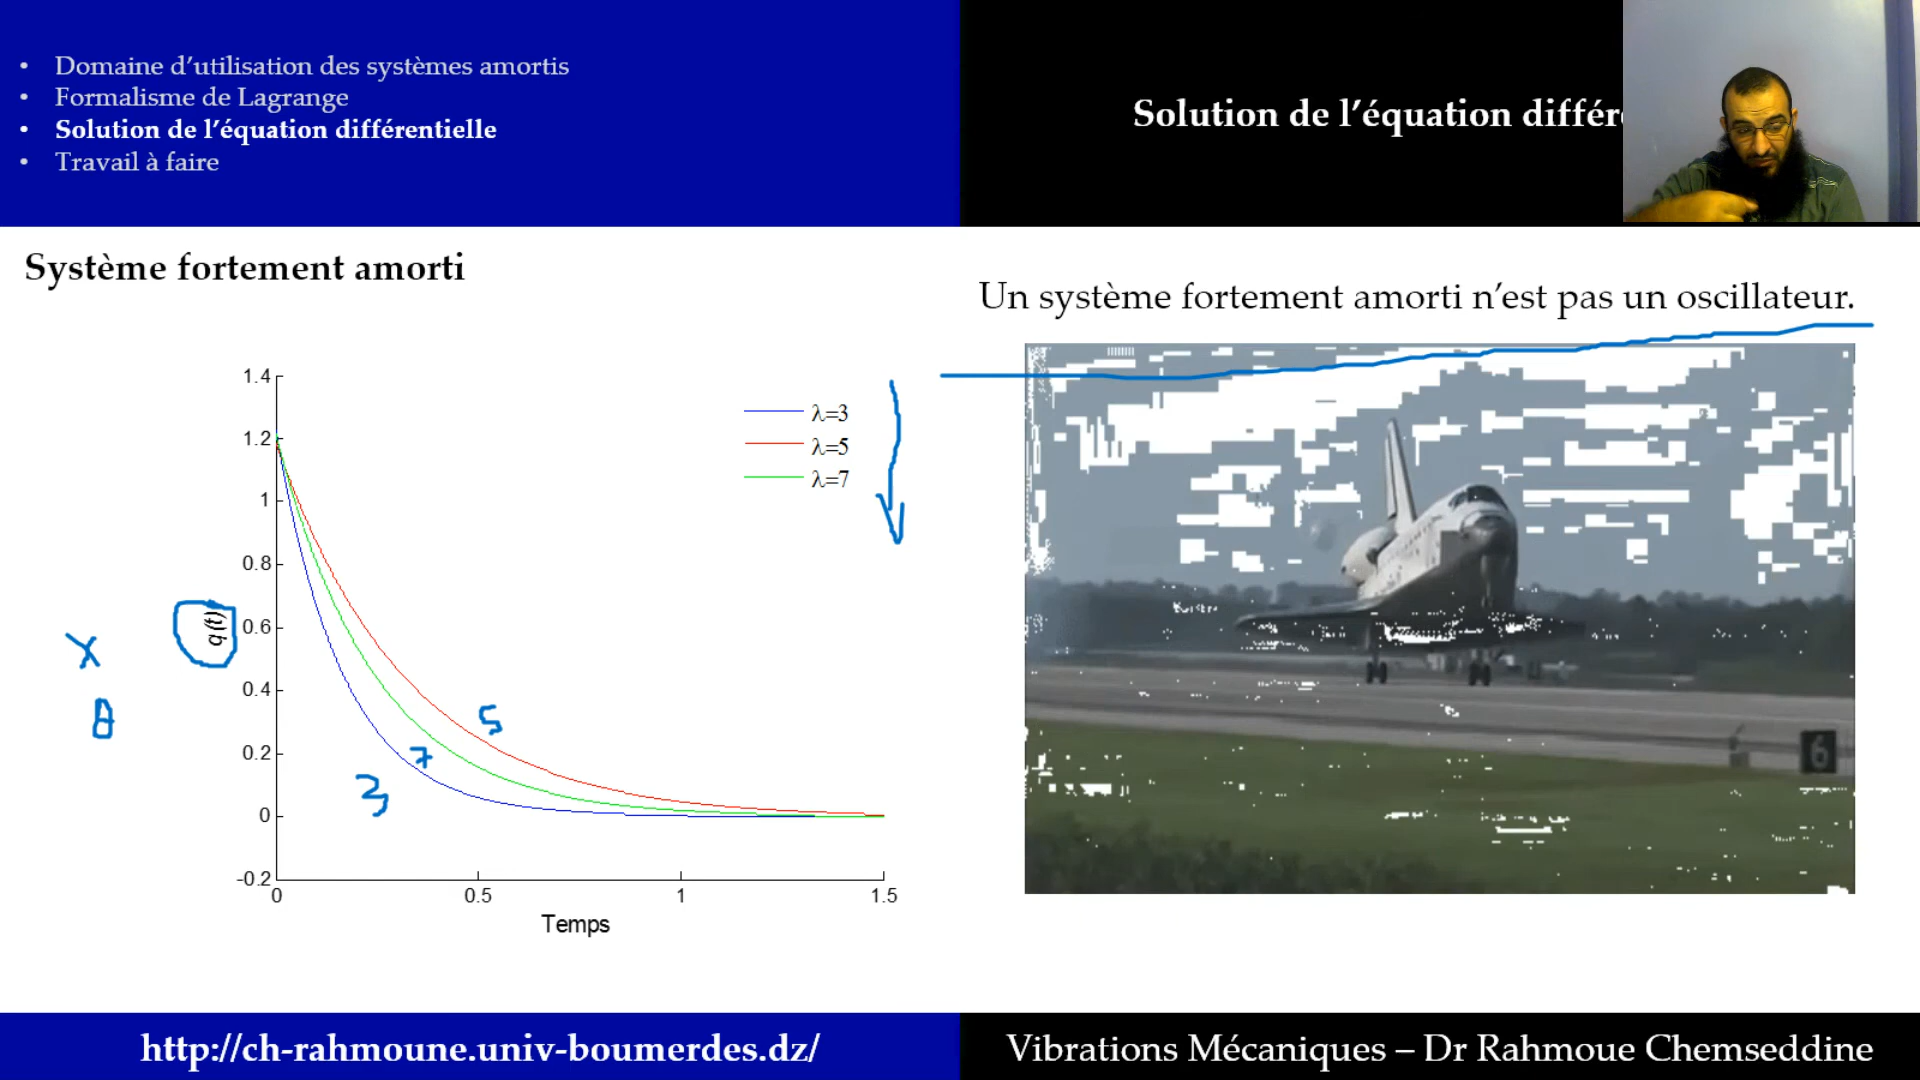 Domaine d'utilisation des systèmes amortis
Formalisme de Lagrange
Solution de l'équation différentielle
Travail à faire
Solution de l'équation différe
Système fortement amorti
Un système fortement amorti n'est pas un oscillateur.
1.4
1.2
1
0.8
0.6
0.4
0.2
0
-0.2
0
0.5
1
1.5
q(t)
Temps
λ=3
λ=5
λ=7
x
θ
5
7
3
6
http://ch-rahmoune.univ-boumerdes.dz/
Vibrations Mécaniques – Dr Rahmoue Chemseddine